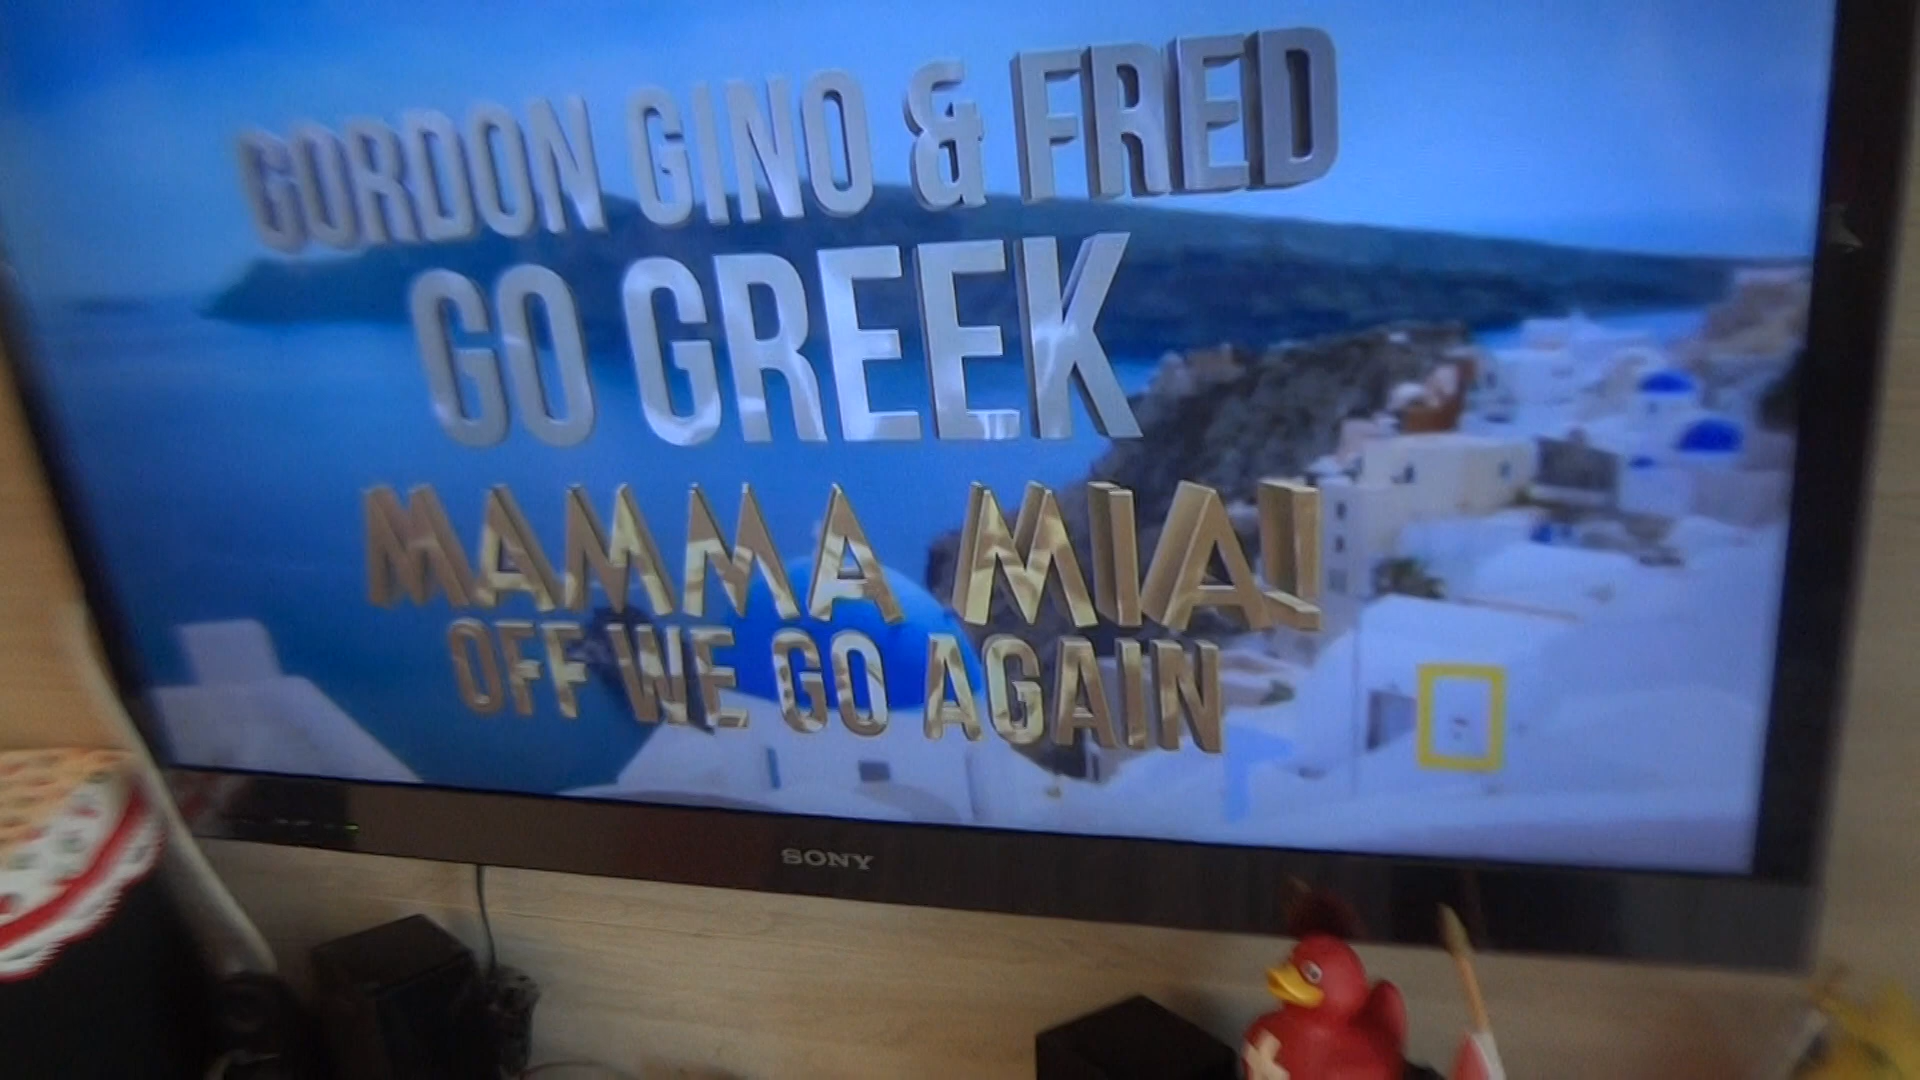 GORDON GINO & FRED
GO GREEK
MAMMA MIA!
OFF WE GO AGAIN
SONY